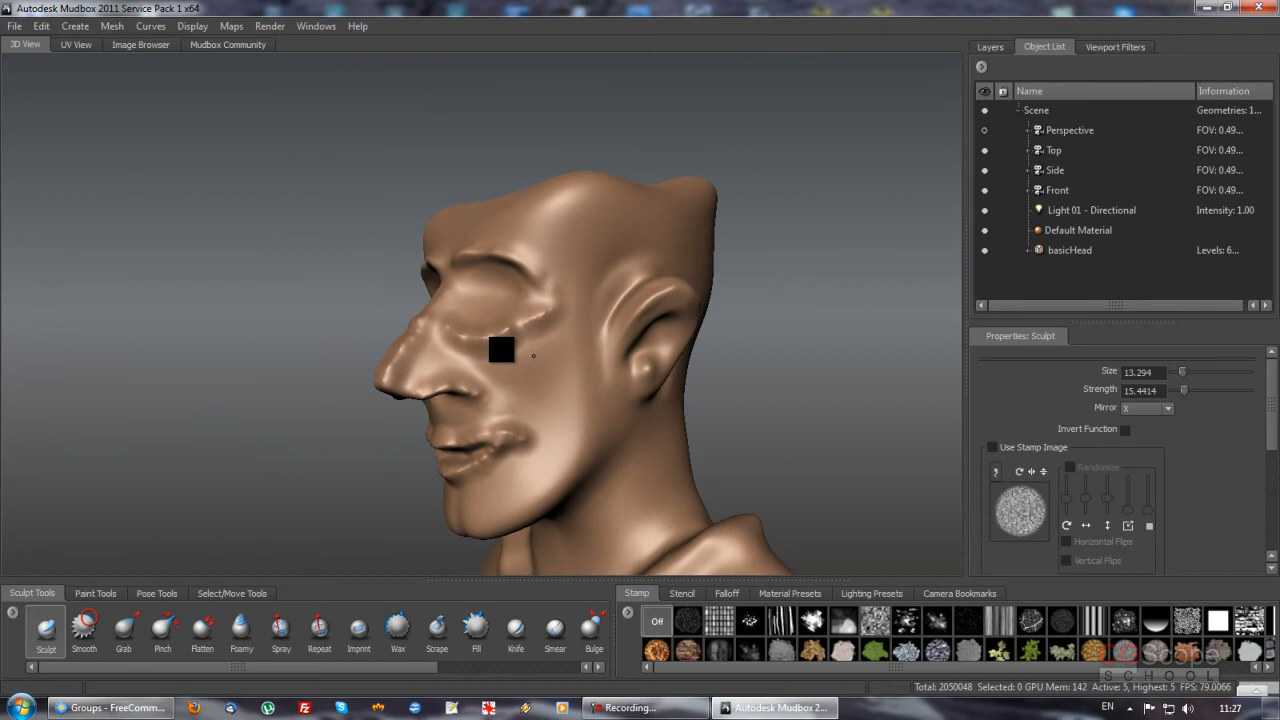 Autodesk Mudbox 2011 Service Pack 1 x64
File Edit Create Mesh Curves Display Maps Render Windows Help
3D View UV View Image Browser Mudbox Community
Layers Object List Viewport Filters
Name Information
Scene Geometries: 1...
Perspective FOV: 0.49...
Top FOV: 0.49...
Side FOV: 0.49...
Front FOV: 0.49...
Light 01 - Directional Intensity: 1.00
Default Material
basicHead Levels: 6...
Properties: Sculpt
Size 13.294
Strength 15.4414
Mirror X
Invert Function
Use Stamp Image
Randomize
Horizontal Flips
Vertical Flips
Sculpt Tools Paint Tools Pose Tools Select/Move Tools
Stamp Stencil Falloff Material Presets Lighting Presets Camera Bookmarks
Off
Sculpt Smooth Grab Pinch Flatten Foamy Spray Repeat Imprint Wax Scrape Fill Knife Smear Bulge
Scope
SCHOOL
Total: 2050048 Selected: 0 GPU Mem: 142 Active: 5, Highest: 5 FPS: 79.0066
Groups - FreeComm... Recording... Autodesk Mudbox 2... EN 11:27